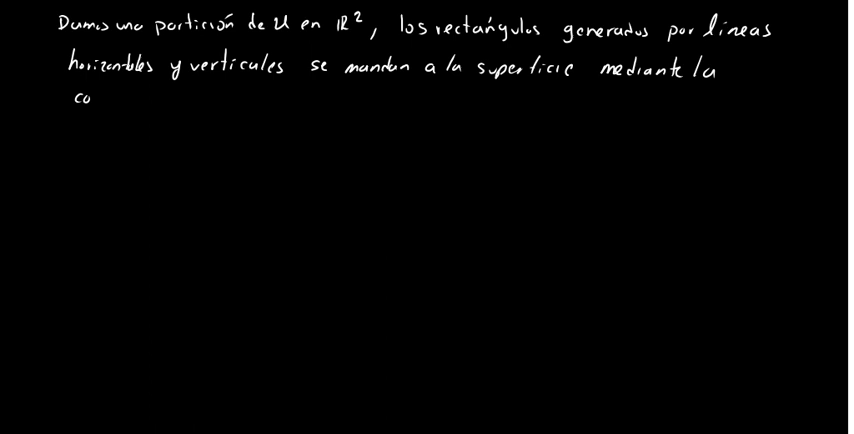 Damos una partición de U en ℝ², los rectángulos generados por líneas
horizontales y verticales se mandan a la superficie mediante la
co